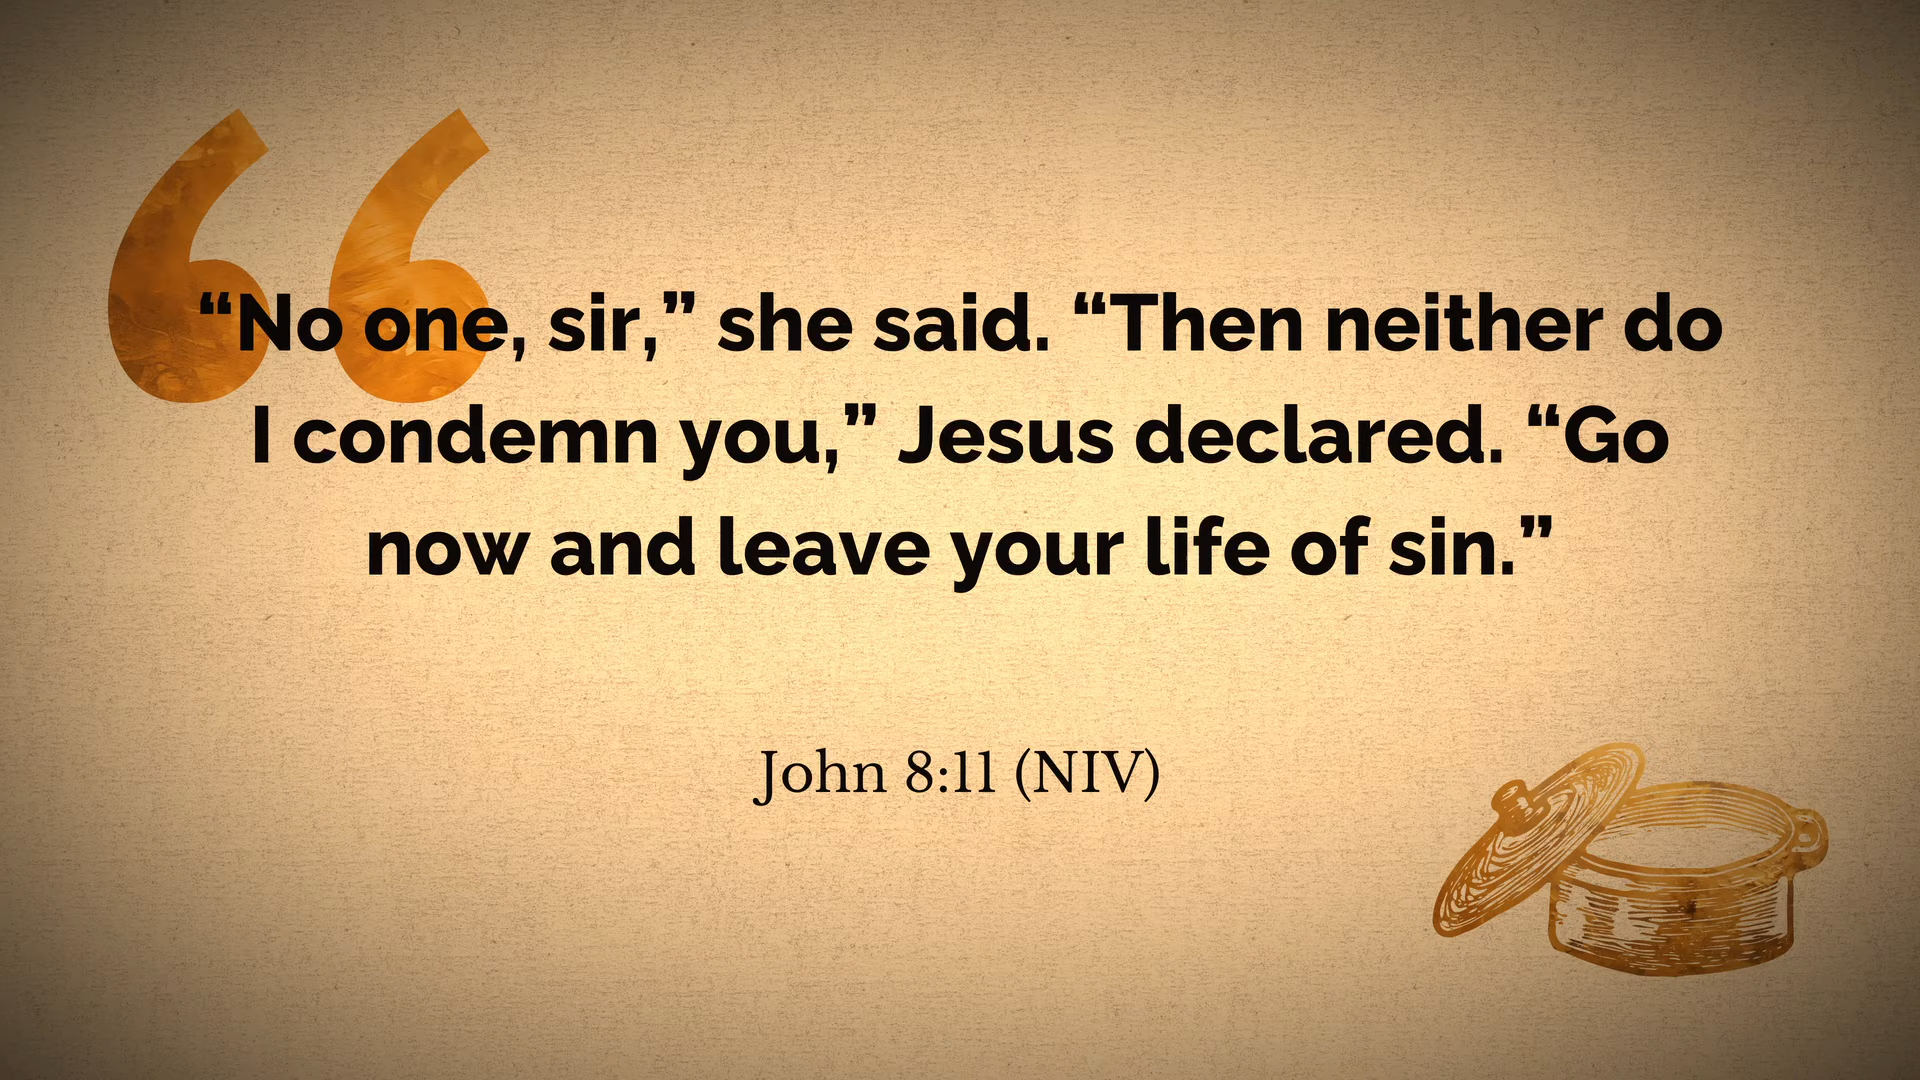 “No one, sir,” she said. “Then neither do
I condemn you,” Jesus declared. “Go
now and leave your life of sin.”
John 8:11 (NIV)